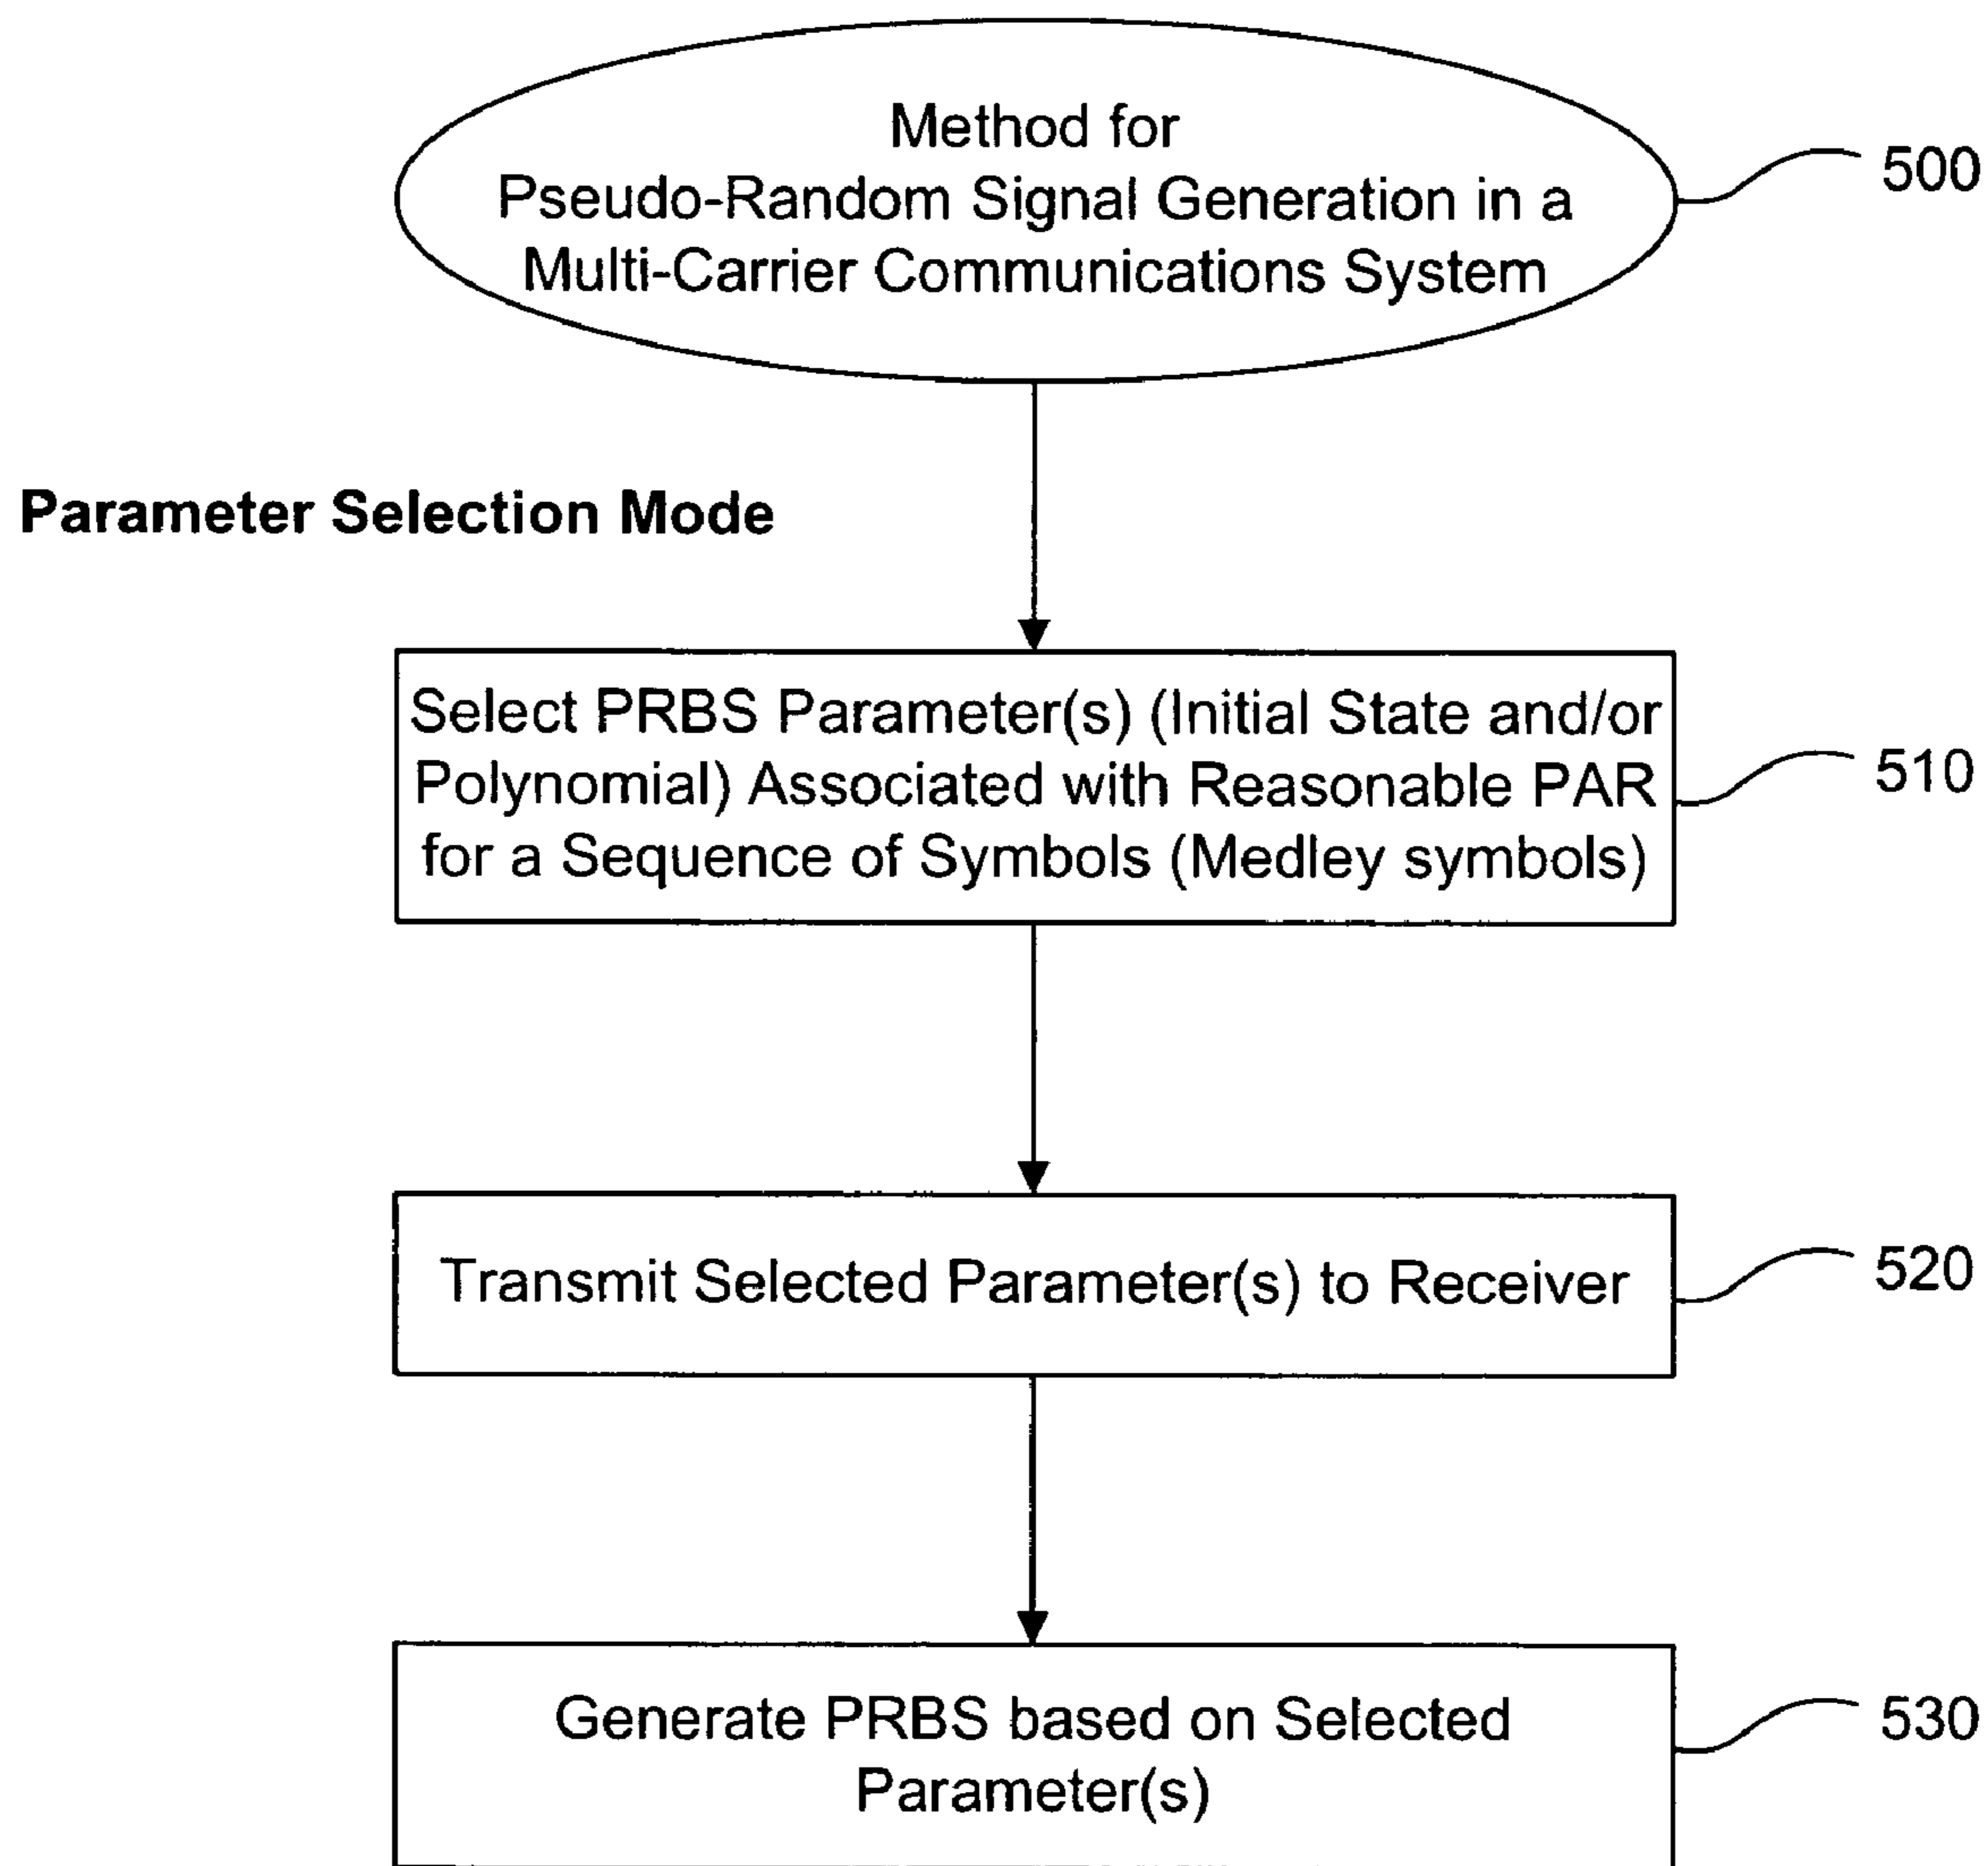 Method for
Pseudo-Random Signal Generation in a
Multi-Carrier Communications System
500
Parameter Selection Mode
Select PRBS Parameter(s) (Initial State and/or
Polynomial) Associated with Reasonable PAR
for a Sequence of Symbols (Medley symbols)
510
Transmit Selected Parameter(s) to Receiver
520
Generate PRBS based on Selected
Parameter(s)
530